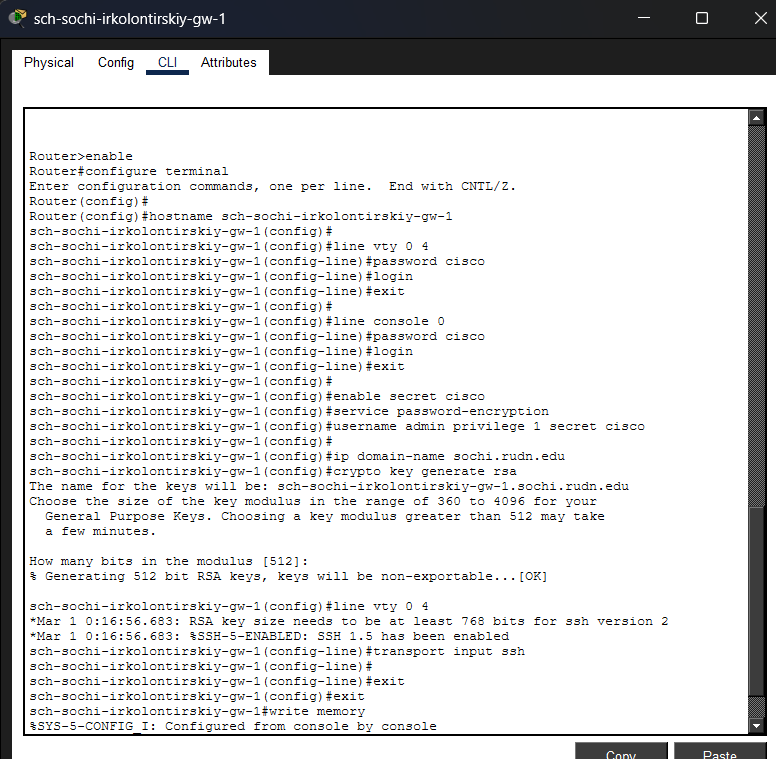 sch-sochi-irkolontirskiy-gw-1
Physical Config CLI Attributes
Router>enable
Router#configure terminal
Enter configuration commands, one per line.  End with CNTL/Z.
Router(config)#
Router(config)#hostname sch-sochi-irkolontirskiy-gw-1
sch-sochi-irkolontirskiy-gw-1(config)#
sch-sochi-irkolontirskiy-gw-1(config)#line vty 0 4
sch-sochi-irkolontirskiy-gw-1(config-line)#password cisco
sch-sochi-irkolontirskiy-gw-1(config-line)#login
sch-sochi-irkolontirskiy-gw-1(config-line)#exit
sch-sochi-irkolontirskiy-gw-1(config)#
sch-sochi-irkolontirskiy-gw-1(config)#line console 0
sch-sochi-irkolontirskiy-gw-1(config-line)#password cisco
sch-sochi-irkolontirskiy-gw-1(config-line)#login
sch-sochi-irkolontirskiy-gw-1(config-line)#exit
sch-sochi-irkolontirskiy-gw-1(config)#
sch-sochi-irkolontirskiy-gw-1(config)#enable secret cisco
sch-sochi-irkolontirskiy-gw-1(config)#service password-encryption
sch-sochi-irkolontirskiy-gw-1(config)#username admin privilege 1 secret cisco
sch-sochi-irkolontirskiy-gw-1(config)#
sch-sochi-irkolontirskiy-gw-1(config)#ip domain-name sochi.rudn.edu
sch-sochi-irkolontirskiy-gw-1(config)#crypto key generate rsa
The name for the keys will be: sch-sochi-irkolontirskiy-gw-1.sochi.rudn.edu
Choose the size of the key modulus in the range of 360 to 4096 for your
  General Purpose Keys. Choosing a key modulus greater than 512 may take
  a few minutes.
How many bits in the modulus [512]:
% Generating 512 bit RSA keys, keys will be non-exportable...[OK]
sch-sochi-irkolontirskiy-gw-1(config)#line vty 0 4
*Mar 1 0:16:56.683: RSA key size needs to be at least 768 bits for ssh version 2
*Mar 1 0:16:56.683: %SSH-5-ENABLED: SSH 1.5 has been enabled
sch-sochi-irkolontirskiy-gw-1(config-line)#transport input ssh
sch-sochi-irkolontirskiy-gw-1(config-line)#
sch-sochi-irkolontirskiy-gw-1(config-line)#exit
sch-sochi-irkolontirskiy-gw-1(config)#exit
sch-sochi-irkolontirskiy-gw-1#write memory
%SYS-5-CONFIG_I: Configured from console by console
Copy Paste